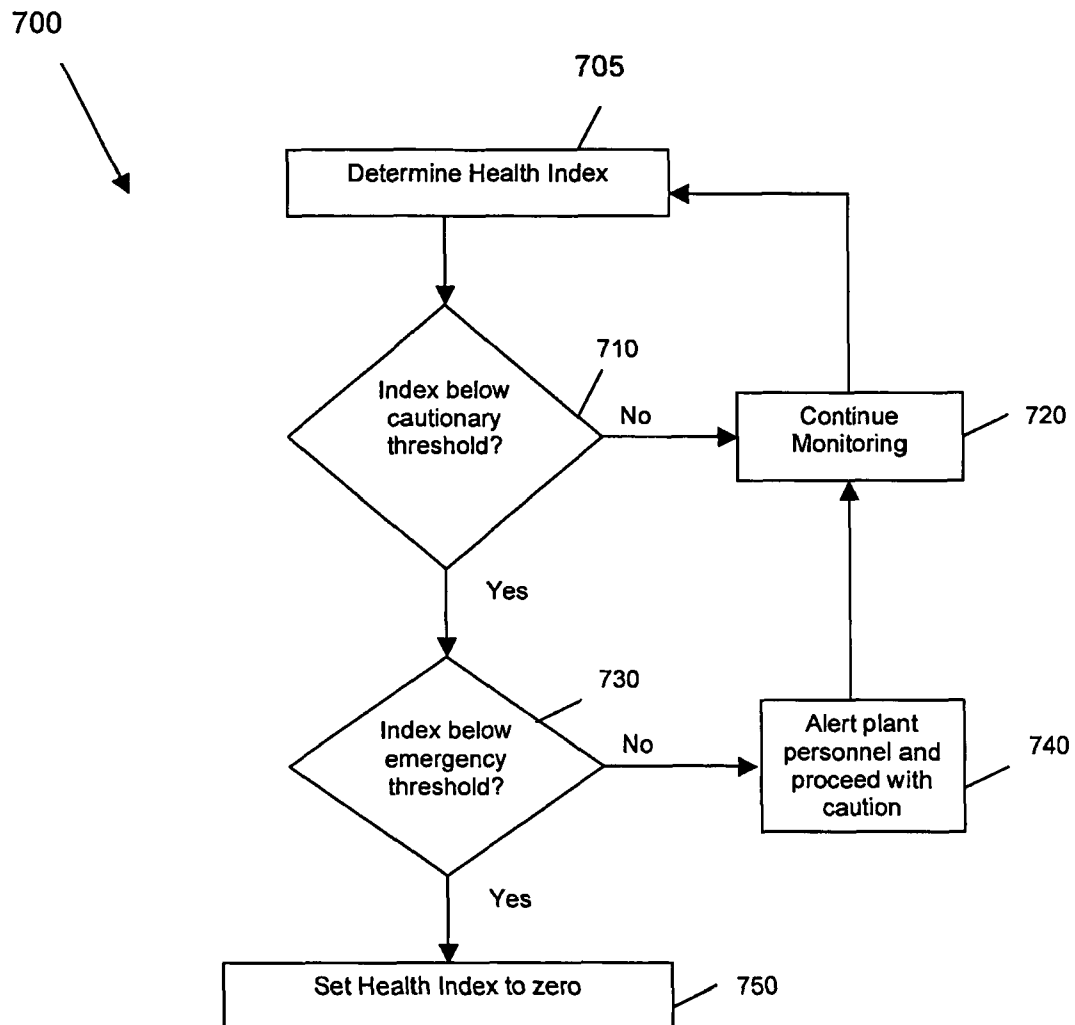 700
705
Determine Health Index
710
Index below
cautionary
threshold?
No
Continue
Monitoring
720
Yes
730
Index below
emergency
threshold?
No
Alert plant
personnel and
proceed with
caution
740
Yes
Set Health Index to zero
750